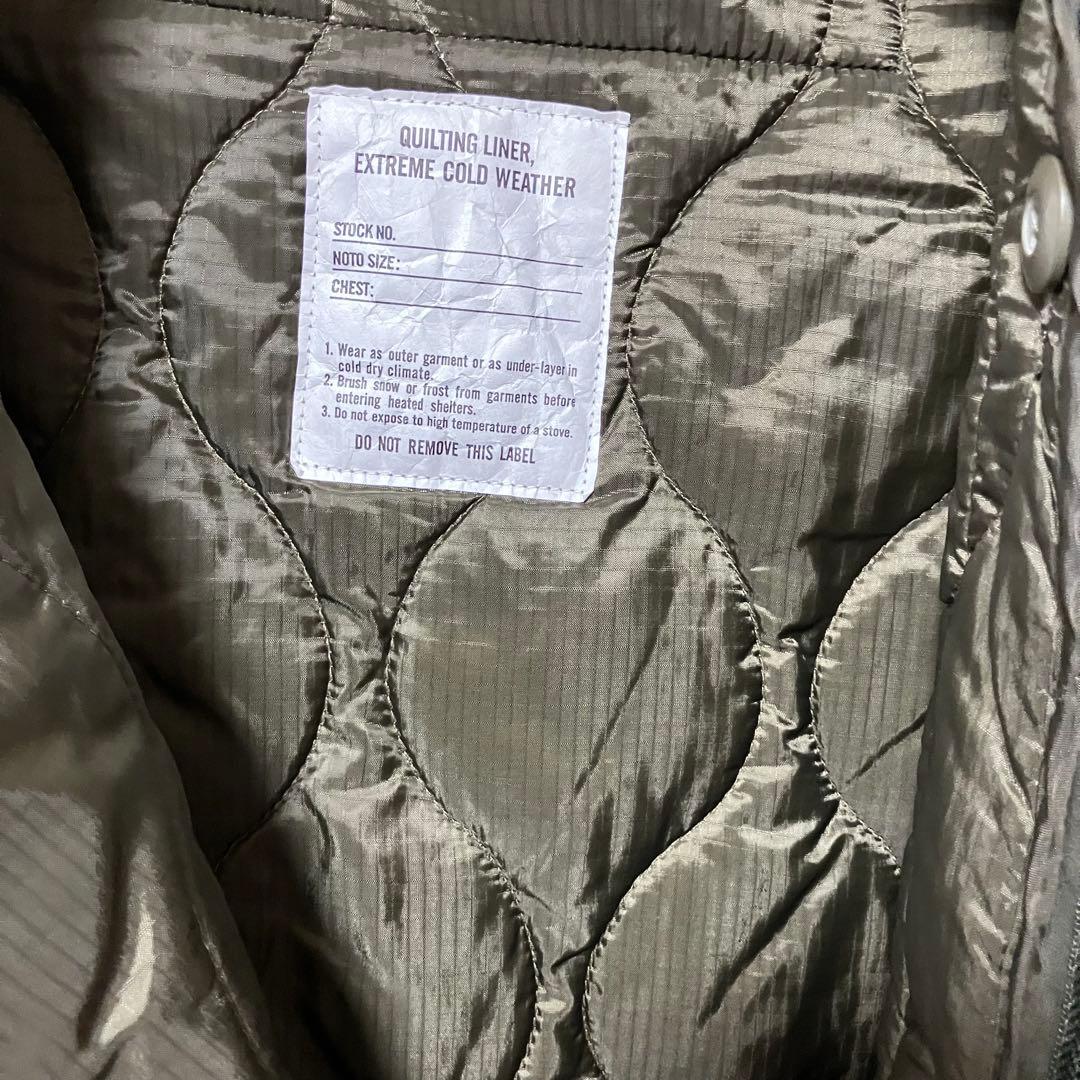 QUILTING LINER,
EXTREME COLD WEATHER
STOCK NO.
NOTO SIZE:
CHEST:
1. Wear as outer garment or as under-layer in
cold dry climate.
2. Brush snow or frost from garments before
entering heated shelters.
3. Do not expose to high temperature of a stove.
DO NOT REMOVE THIS LABEL